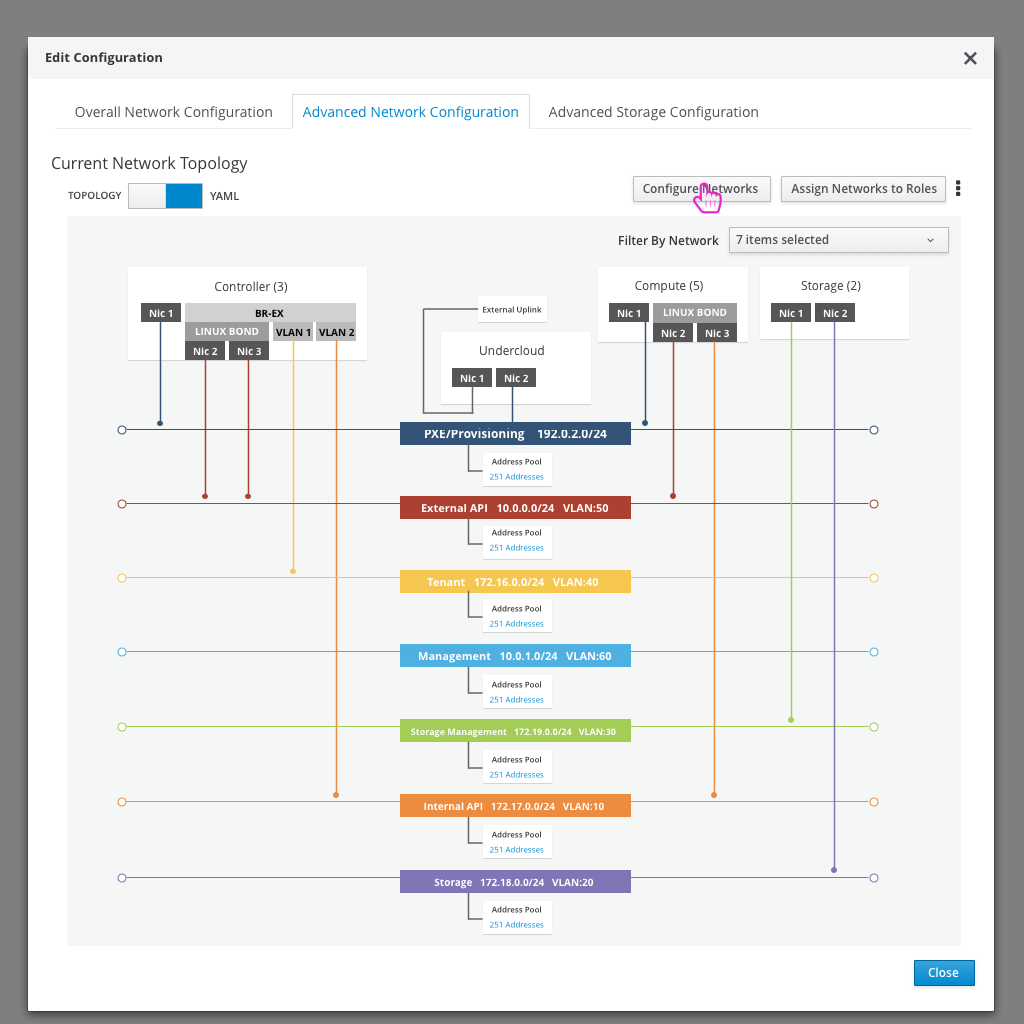 Edit Configuration
Overall Network Configuration
Advanced Network Configuration
Advanced Storage Configuration
Current Network Topology
TOPOLOGY
YAML
Configure Networks
Assign Networks to Roles
Filter By Network
7 items selected
Controller (3)
Nic 1
BR-EX
LINUX BOND
VLAN 1
VLAN 2
Nic 2
Nic 3
External Uplink
Undercloud
Nic 1
Nic 2
Compute (5)
Nic 1
LINUX BOND
Nic 2
Nic 3
Storage (2)
Nic 1
Nic 2
PXE/Provisioning 192.0.2.0/24
Address Pool
251 Addresses
External API 10.0.0.0/24 VLAN:50
Address Pool
251 Addresses
Tenant 172.16.0.0/24 VLAN:40
Address Pool
251 Addresses
Management 10.0.1.0/24 VLAN:60
Address Pool
251 Addresses
Storage Management 172.19.0.0/24 VLAN:30
Address Pool
251 Addresses
Internal API 172.17.0.0/24 VLAN:10
Address Pool
251 Addresses
Storage 172.18.0.0/24 VLAN:20
Address Pool
251 Addresses
Close